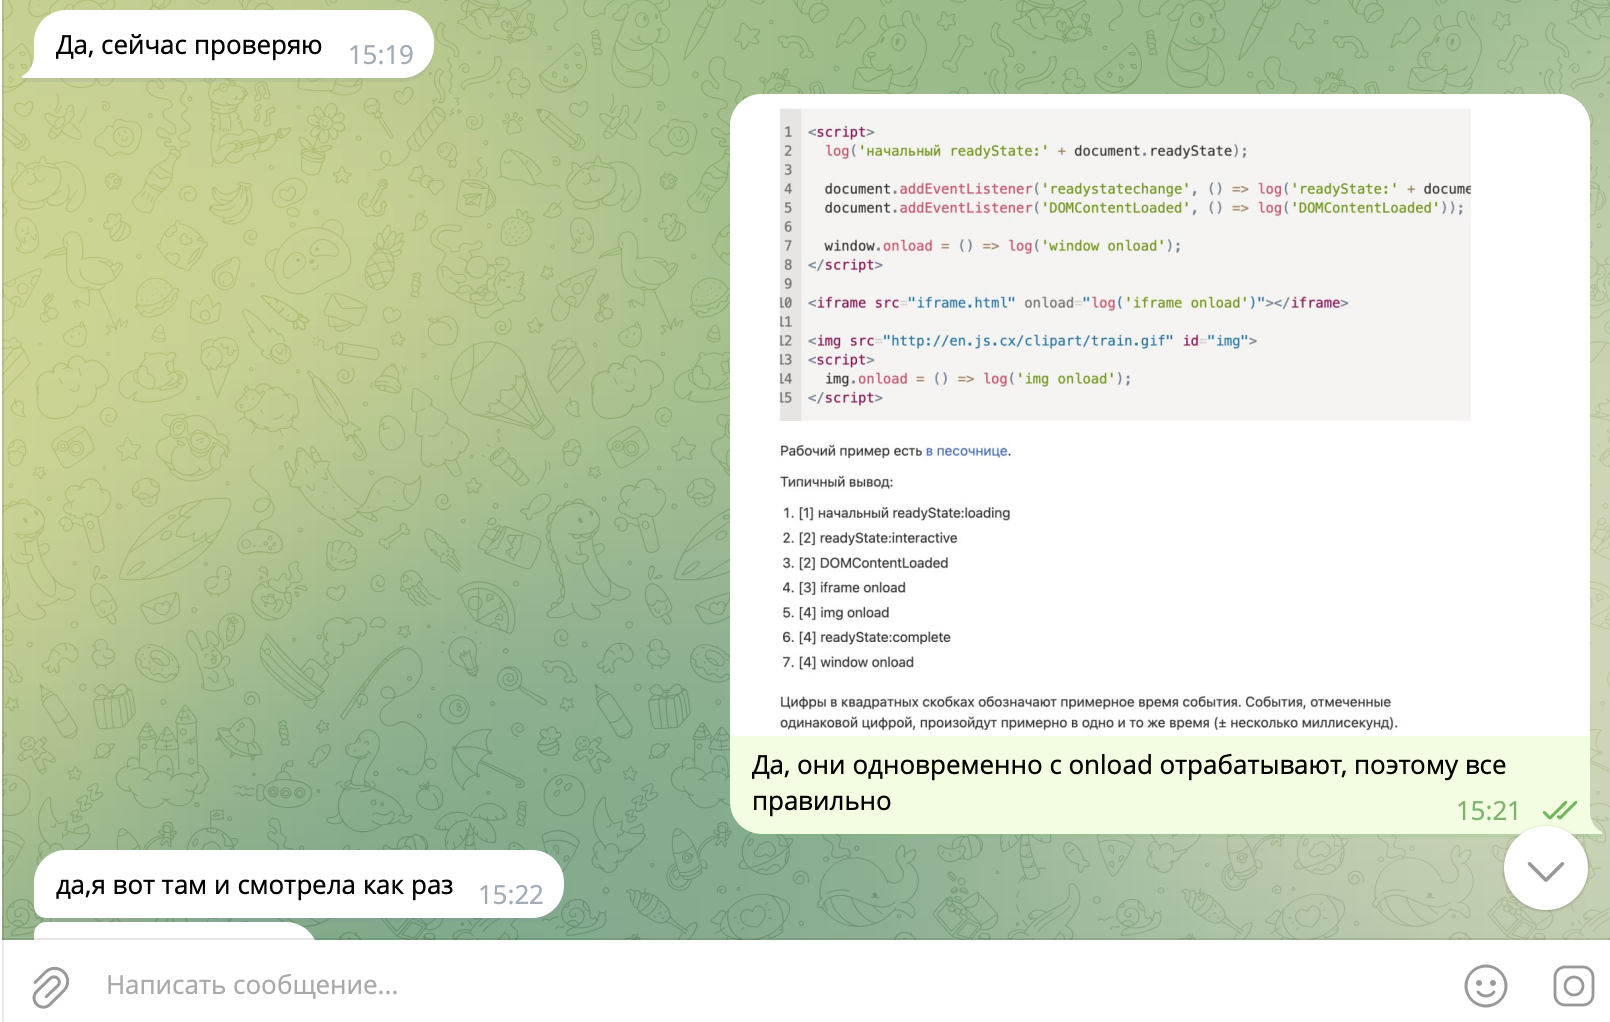 Да, сейчас проверяю 15:19
1 <script>
2 log('начальный readyState:' + document.readyState);
3
4 document.addEventListener('readystatechange', () => log('readyState:' + docume
5 document.addEventListener('DOMContentLoaded', () => log('DOMContentLoaded'));
6
7 window.onload = () => log('window onload');
8 </script>
9
10 <iframe src="iframe.html" onload="log('iframe onload')"></iframe>
11
12 <img src="http://en.js.cx/clipart/train.gif" id="img">
13 <script>
14 img.onload = () => log('img onload');
15 </script>
Рабочий пример есть в песочнице.
Типичный вывод:
1. [1] начальный readyState:loading
2. [2] readyState:interactive
3. [2] DOMContentLoaded
4. [3] iframe onload
5. [4] img onload
6. [4] readyState:complete
7. [4] window onload
Цифры в квадратных скобках обозначают примерное время события. События, отмеченные
одинаковой цифрой, произойдут примерно в одно и то же время (± несколько миллисекунд).
Да, они одновременно с onload отрабатывают, поэтому все
правильно 15:21
да,я вот там и смотрела как раз 15:22
Написать сообщение...